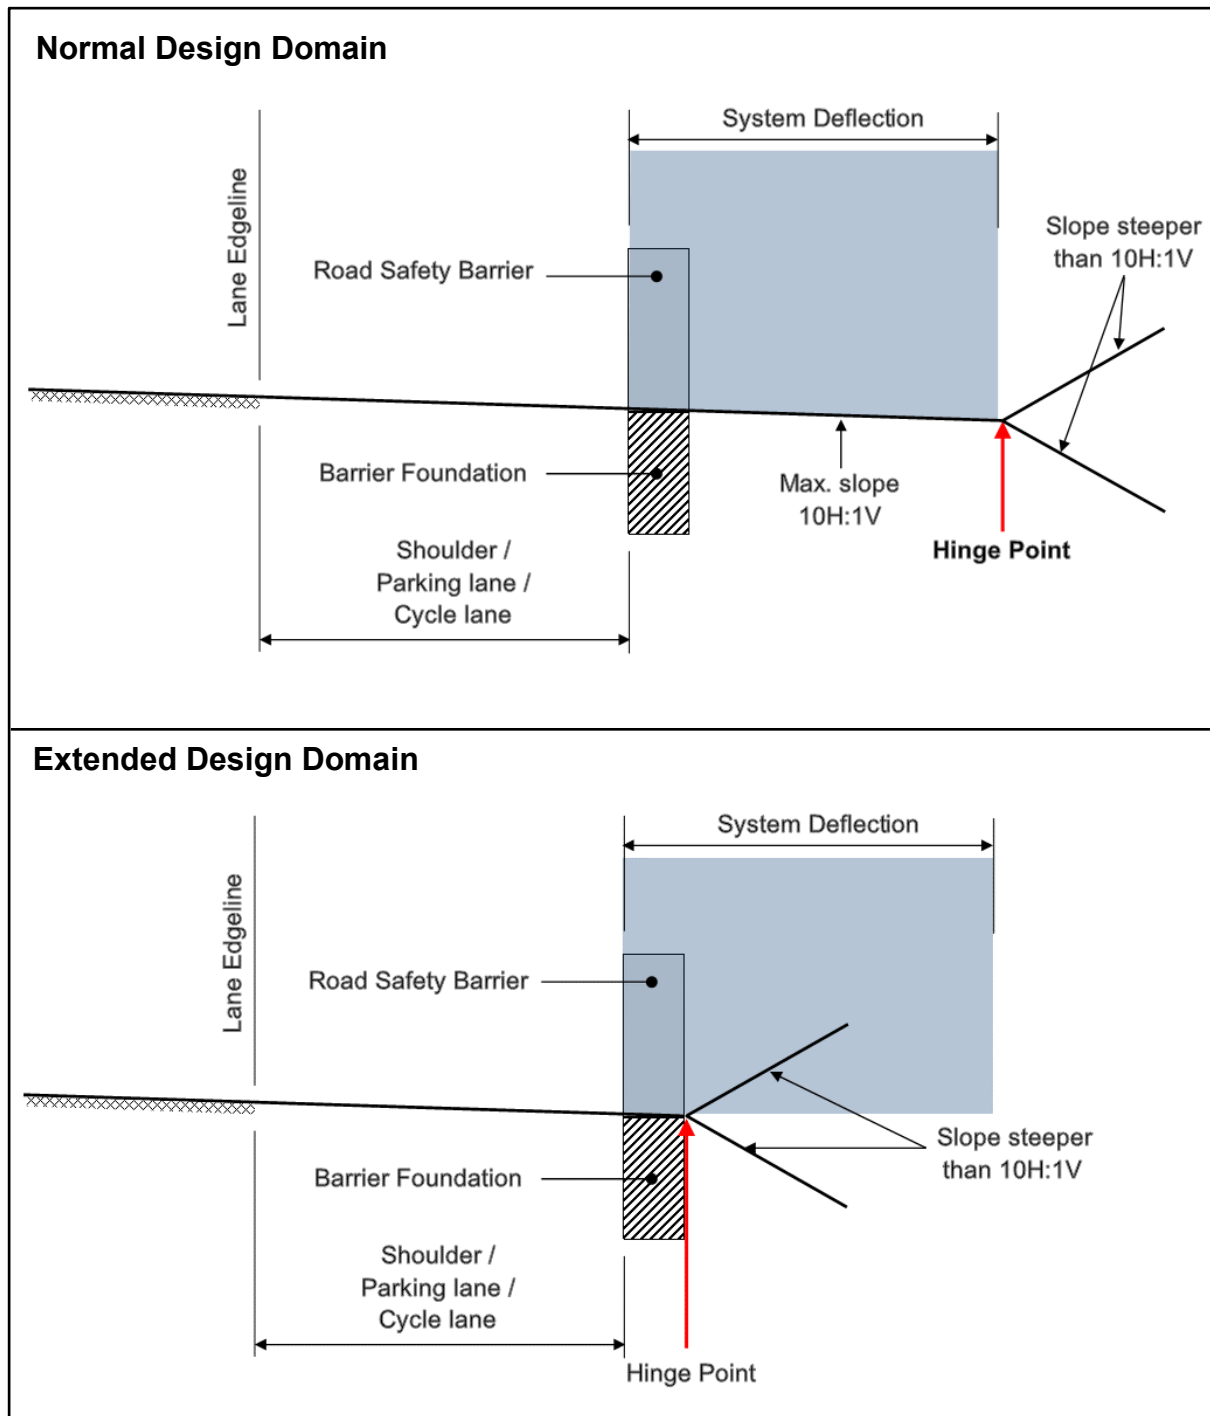 Normal Design Domain
System Deflection
Lane Edgeline
Slope steeper
than 10H:1V
Road Safety Barrier
Barrier Foundation
Max. slope
10H:1V
Hinge Point
Shoulder /
Parking lane /
Cycle lane
Extended Design Domain
System Deflection
Lane Edgeline
Road Safety Barrier
Slope steeper
than 10H:1V
Barrier Foundation
Shoulder /
Parking lane /
Cycle lane
Hinge Point